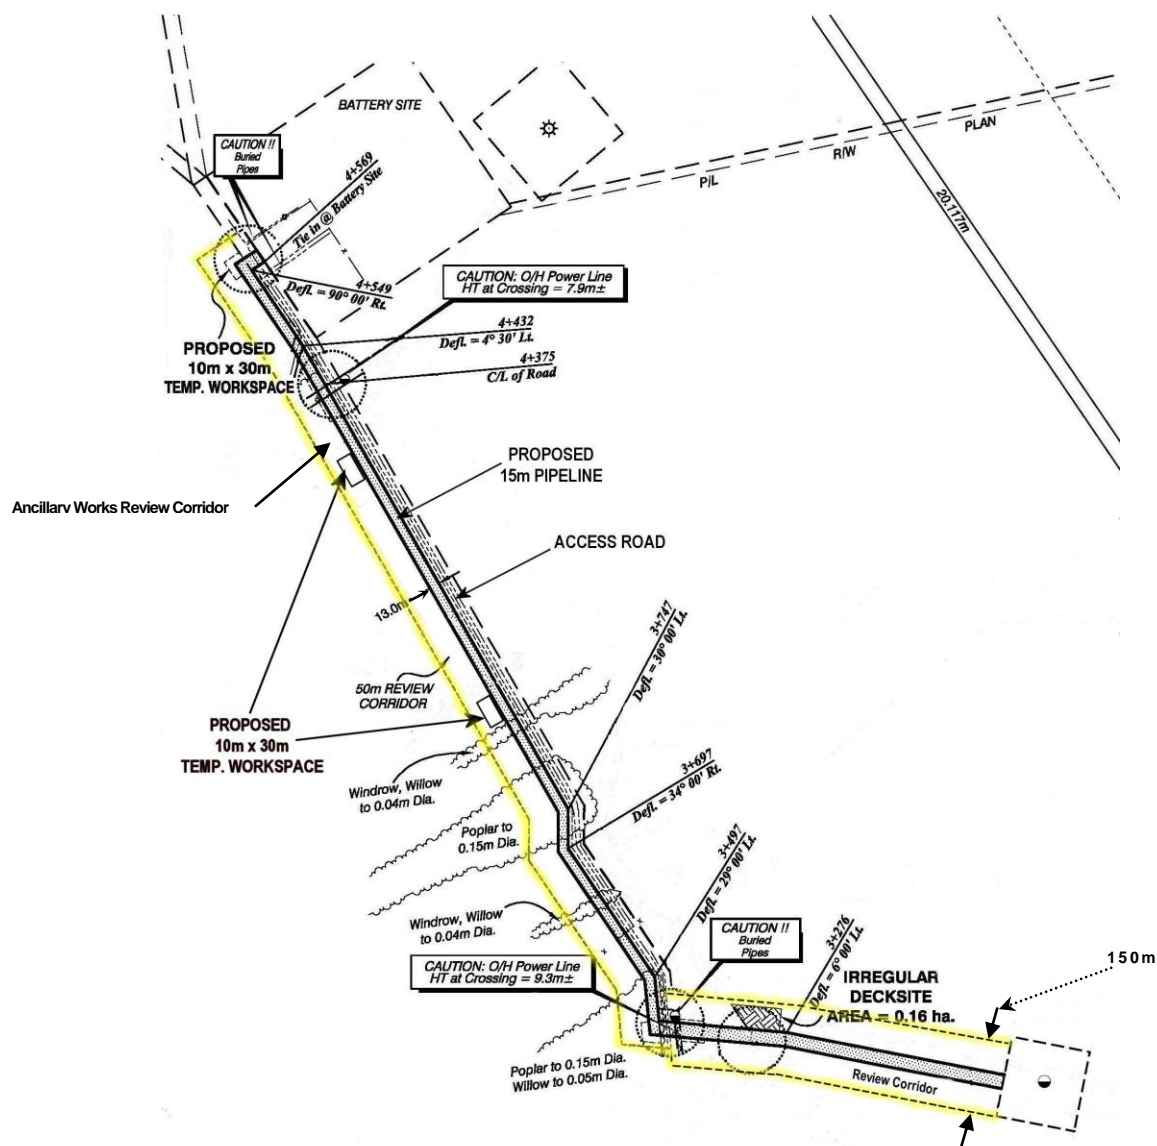 BATTERY SITE
CAUTION !!
Buried
Pipes
4+569
Tie in @ Battery Site
P/L
R/W
PLAN
20.117m
CAUTION: O/H Power Line
HT at Crossing = 7.9m±
4+549
Defl. = 90° 00' Rt.
4+432
Defl. = 4° 30' Lt.
4+375
C/L of Road
PROPOSED
10m x 30m
TEMP. WORKSPACE
PROPOSED
15m PIPELINE
Ancillarv Works Review Corridor
ACCESS ROAD
13.0m
3+747
Defl. = 30° 00' Lt.
50m REVIEW
CORRIDOR
PROPOSED
10m x 30m
TEMP. WORKSPACE
3+697
Defl. = 34° 00' Rt.
Windrow, Willow
to 0.04m Dia.
Poplar to
0.15m Dia.
3+497
Defl. = 29° 00' Lt.
Windrow, Willow
to 0.04m Dia.
CAUTION !!
Buried
Pipes
3+276
Defl. = 6° 00' Lt.
CAUTION: O/H Power Line
HT at Crossing = 9.3m±
IRREGULAR
DECKSITE
AREA = 0.16 ha.
150m
Poplar to 0.15m Dia.
Willow to 0.05m Dia.
Review Corridor